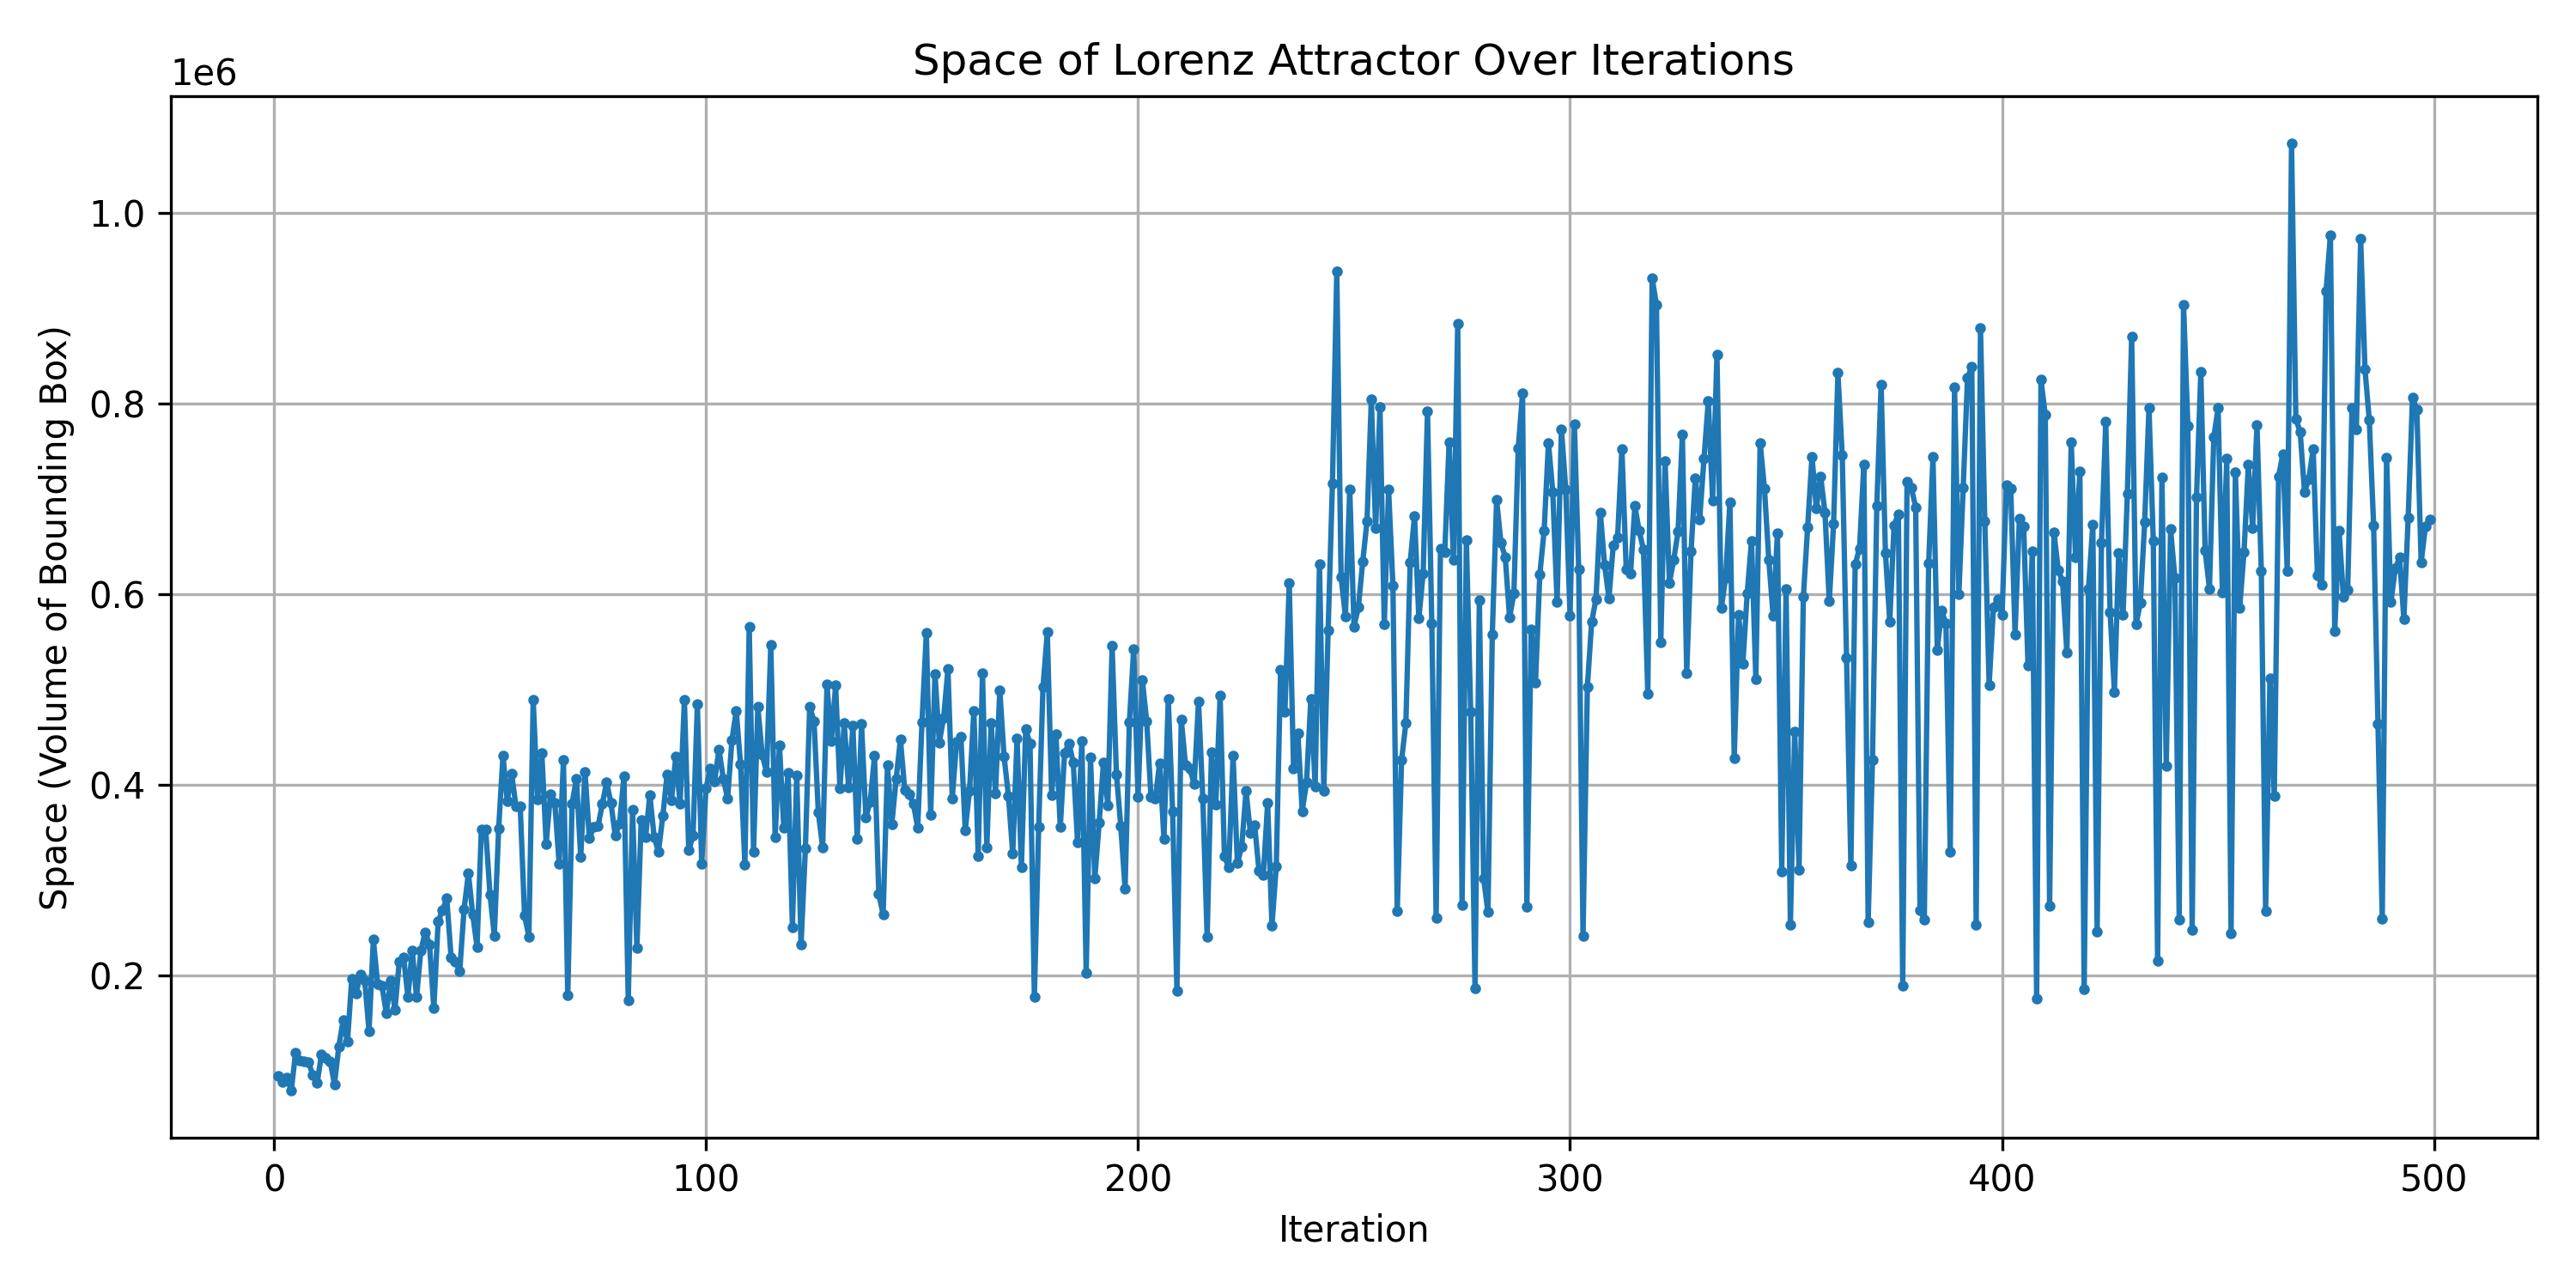 Space of Lorenz Attractor Over Iterations
1e6
Space (Volume of Bounding Box)
1.0
0.8
0.6
0.4
0.2
0 100 200 300 400 500
Iteration